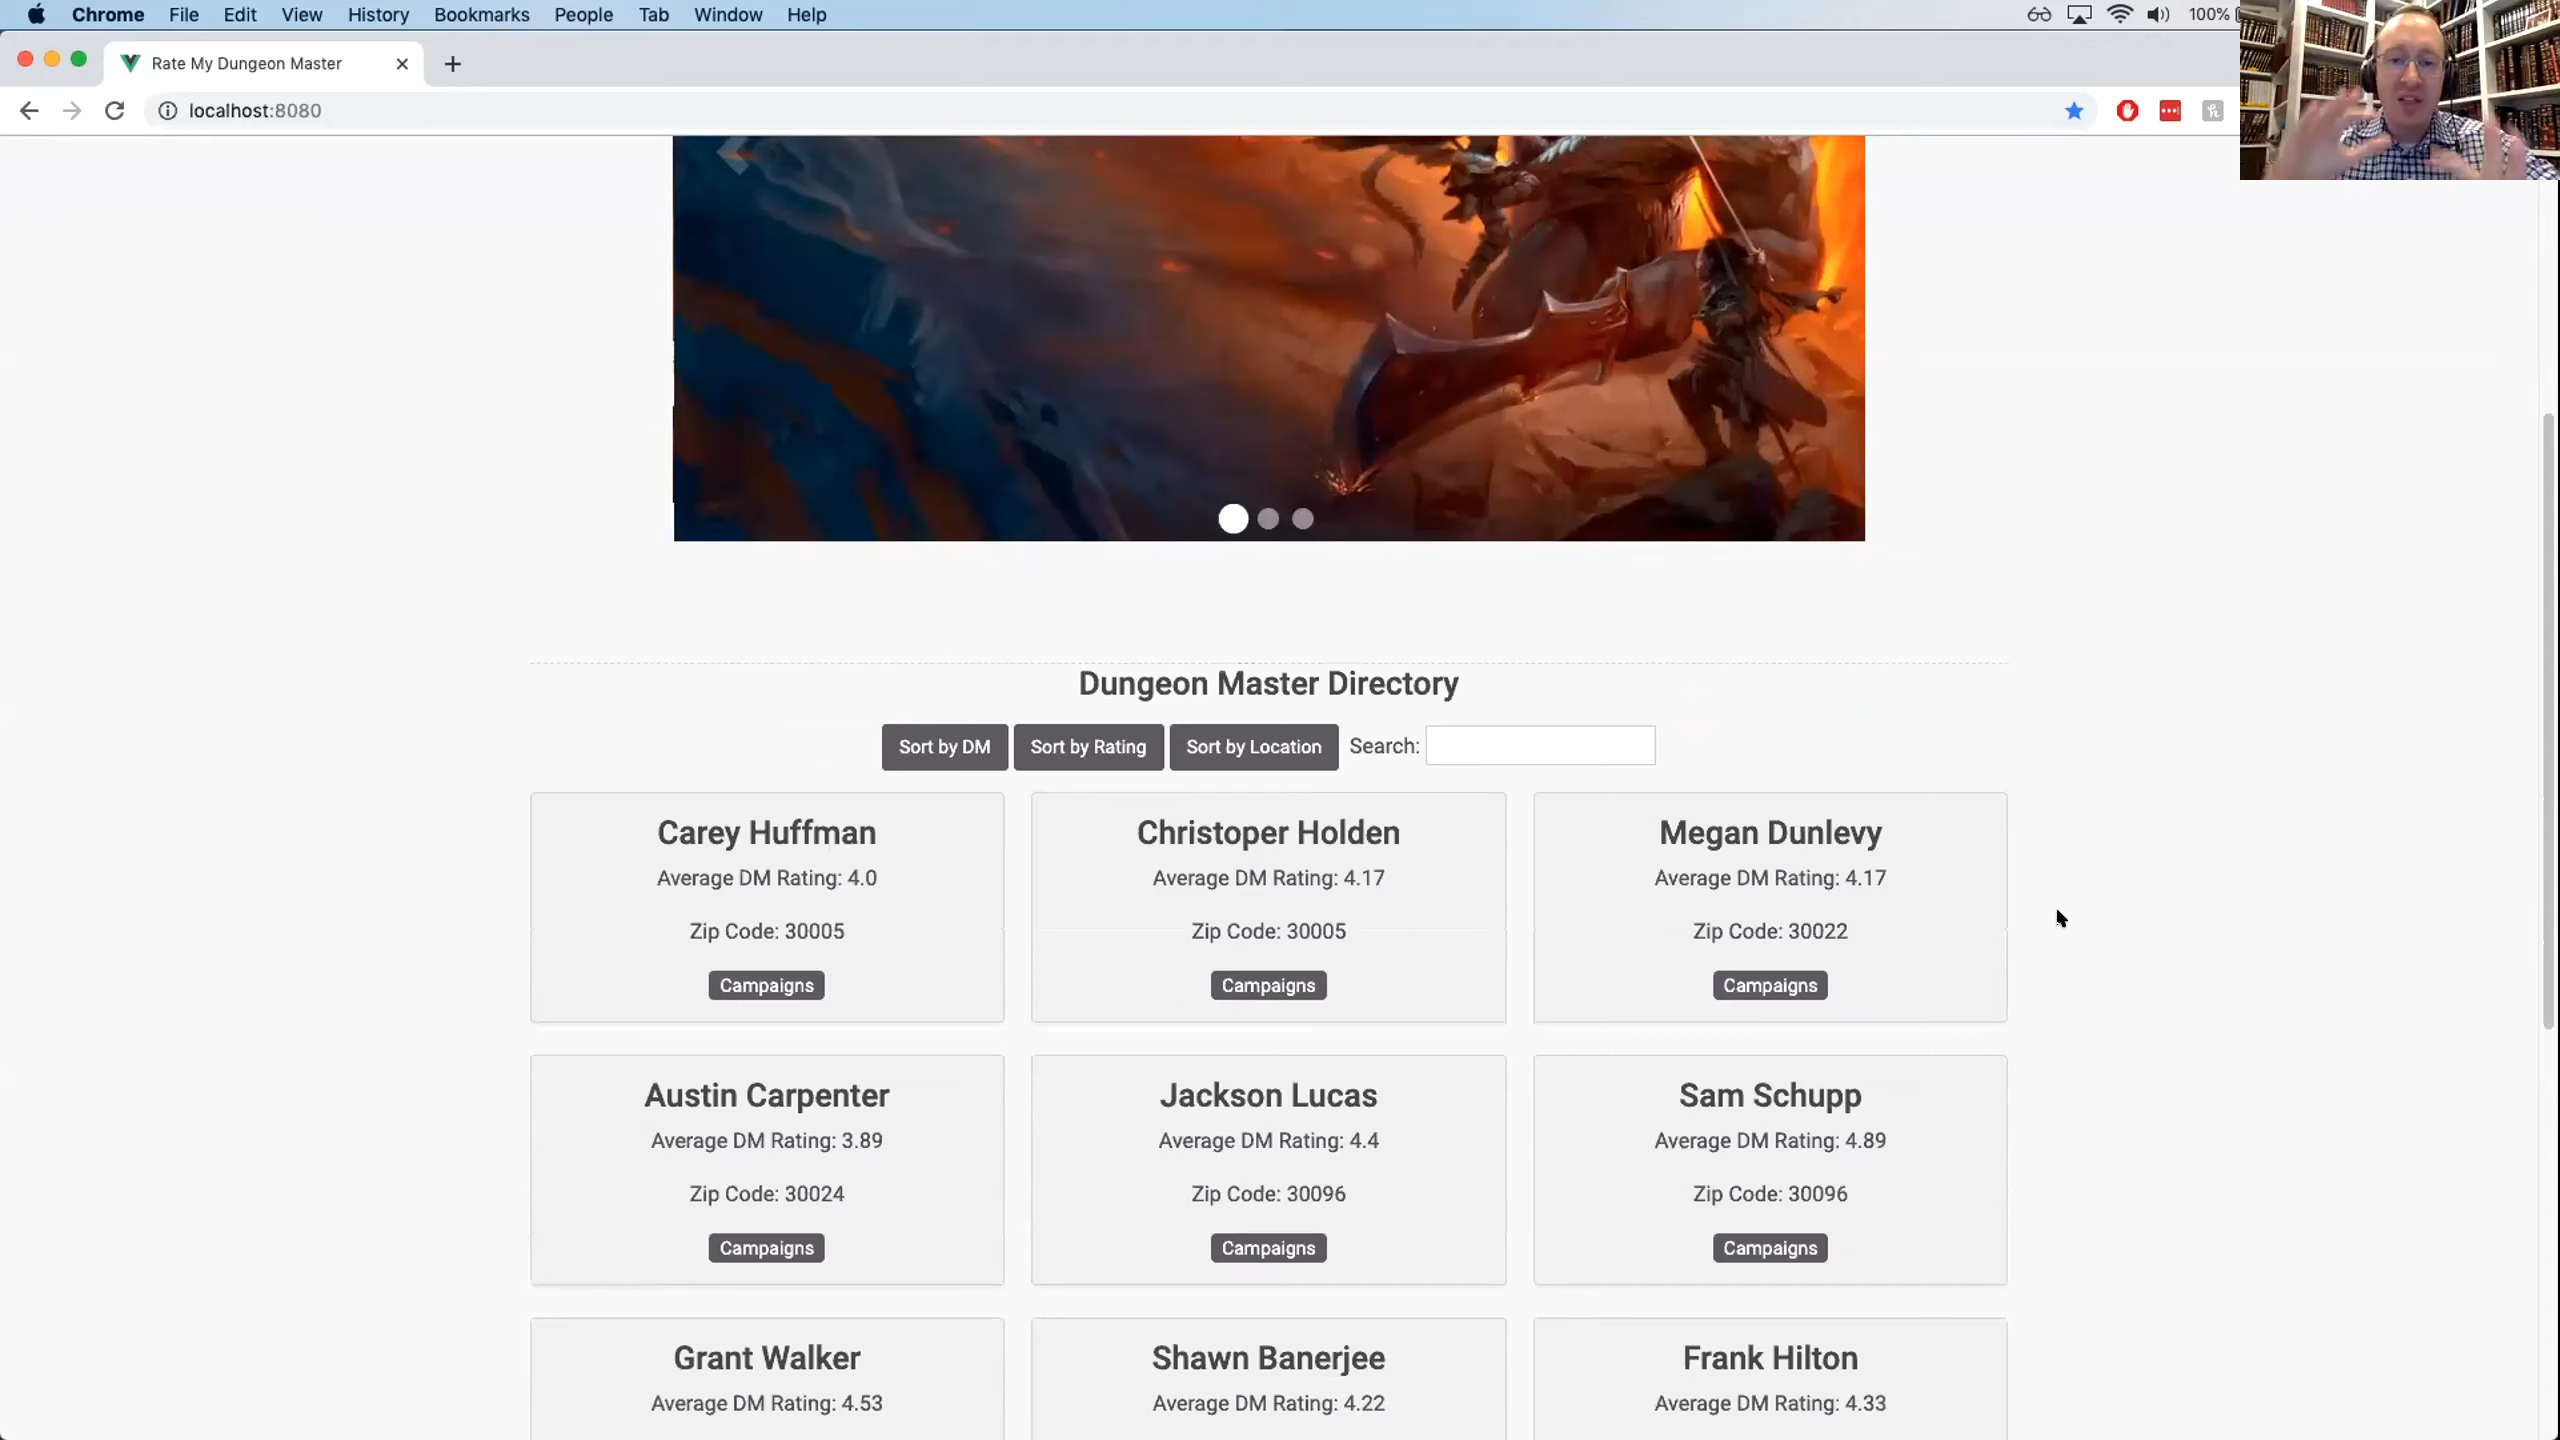 Chrome File Edit View History Bookmarks People Tab Window Help 100%
Rate My Dungeon Master
localhost:8080
Dungeon Master Directory
Sort by DM Sort by Rating Sort by Location Search:
Carey Huffman Christoper Holden Megan Dunlevy
Average DM Rating: 4.0 Average DM Rating: 4.17 Average DM Rating: 4.17
Zip Code: 30005 Zip Code: 30005 Zip Code: 30022
Campaigns Campaigns Campaigns
Austin Carpenter Jackson Lucas Sam Schupp
Average DM Rating: 3.89 Average DM Rating: 4.4 Average DM Rating: 4.89
Zip Code: 30024 Zip Code: 30096 Zip Code: 30096
Campaigns Campaigns Campaigns
Grant Walker Shawn Banerjee Frank Hilton
Average DM Rating: 4.53 Average DM Rating: 4.22 Average DM Rating: 4.33